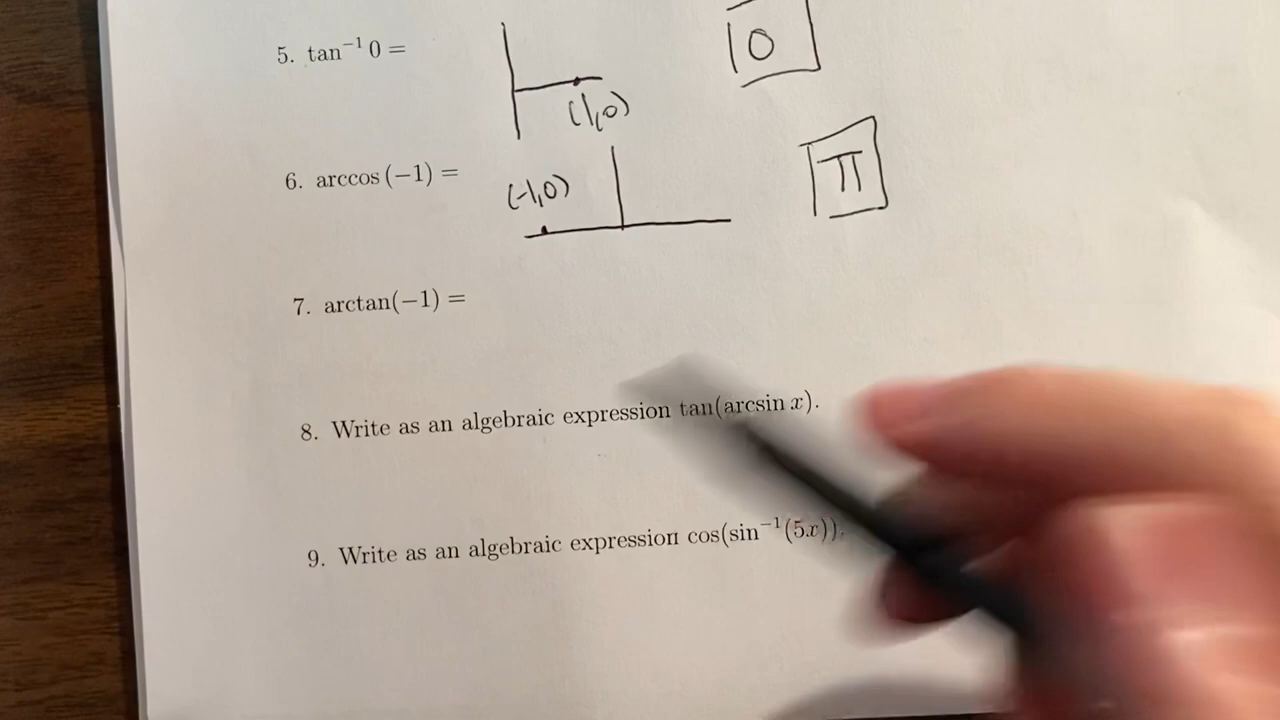 5. tan⁻¹ 0 =
(1,0)
0
6. arccos (−1) =
(-1,0)
π
7. arctan(−1) =
8. Write as an algebraic expression tan(arcsin x).
9. Write as an algebraic expression cos(sin⁻¹(5x)).